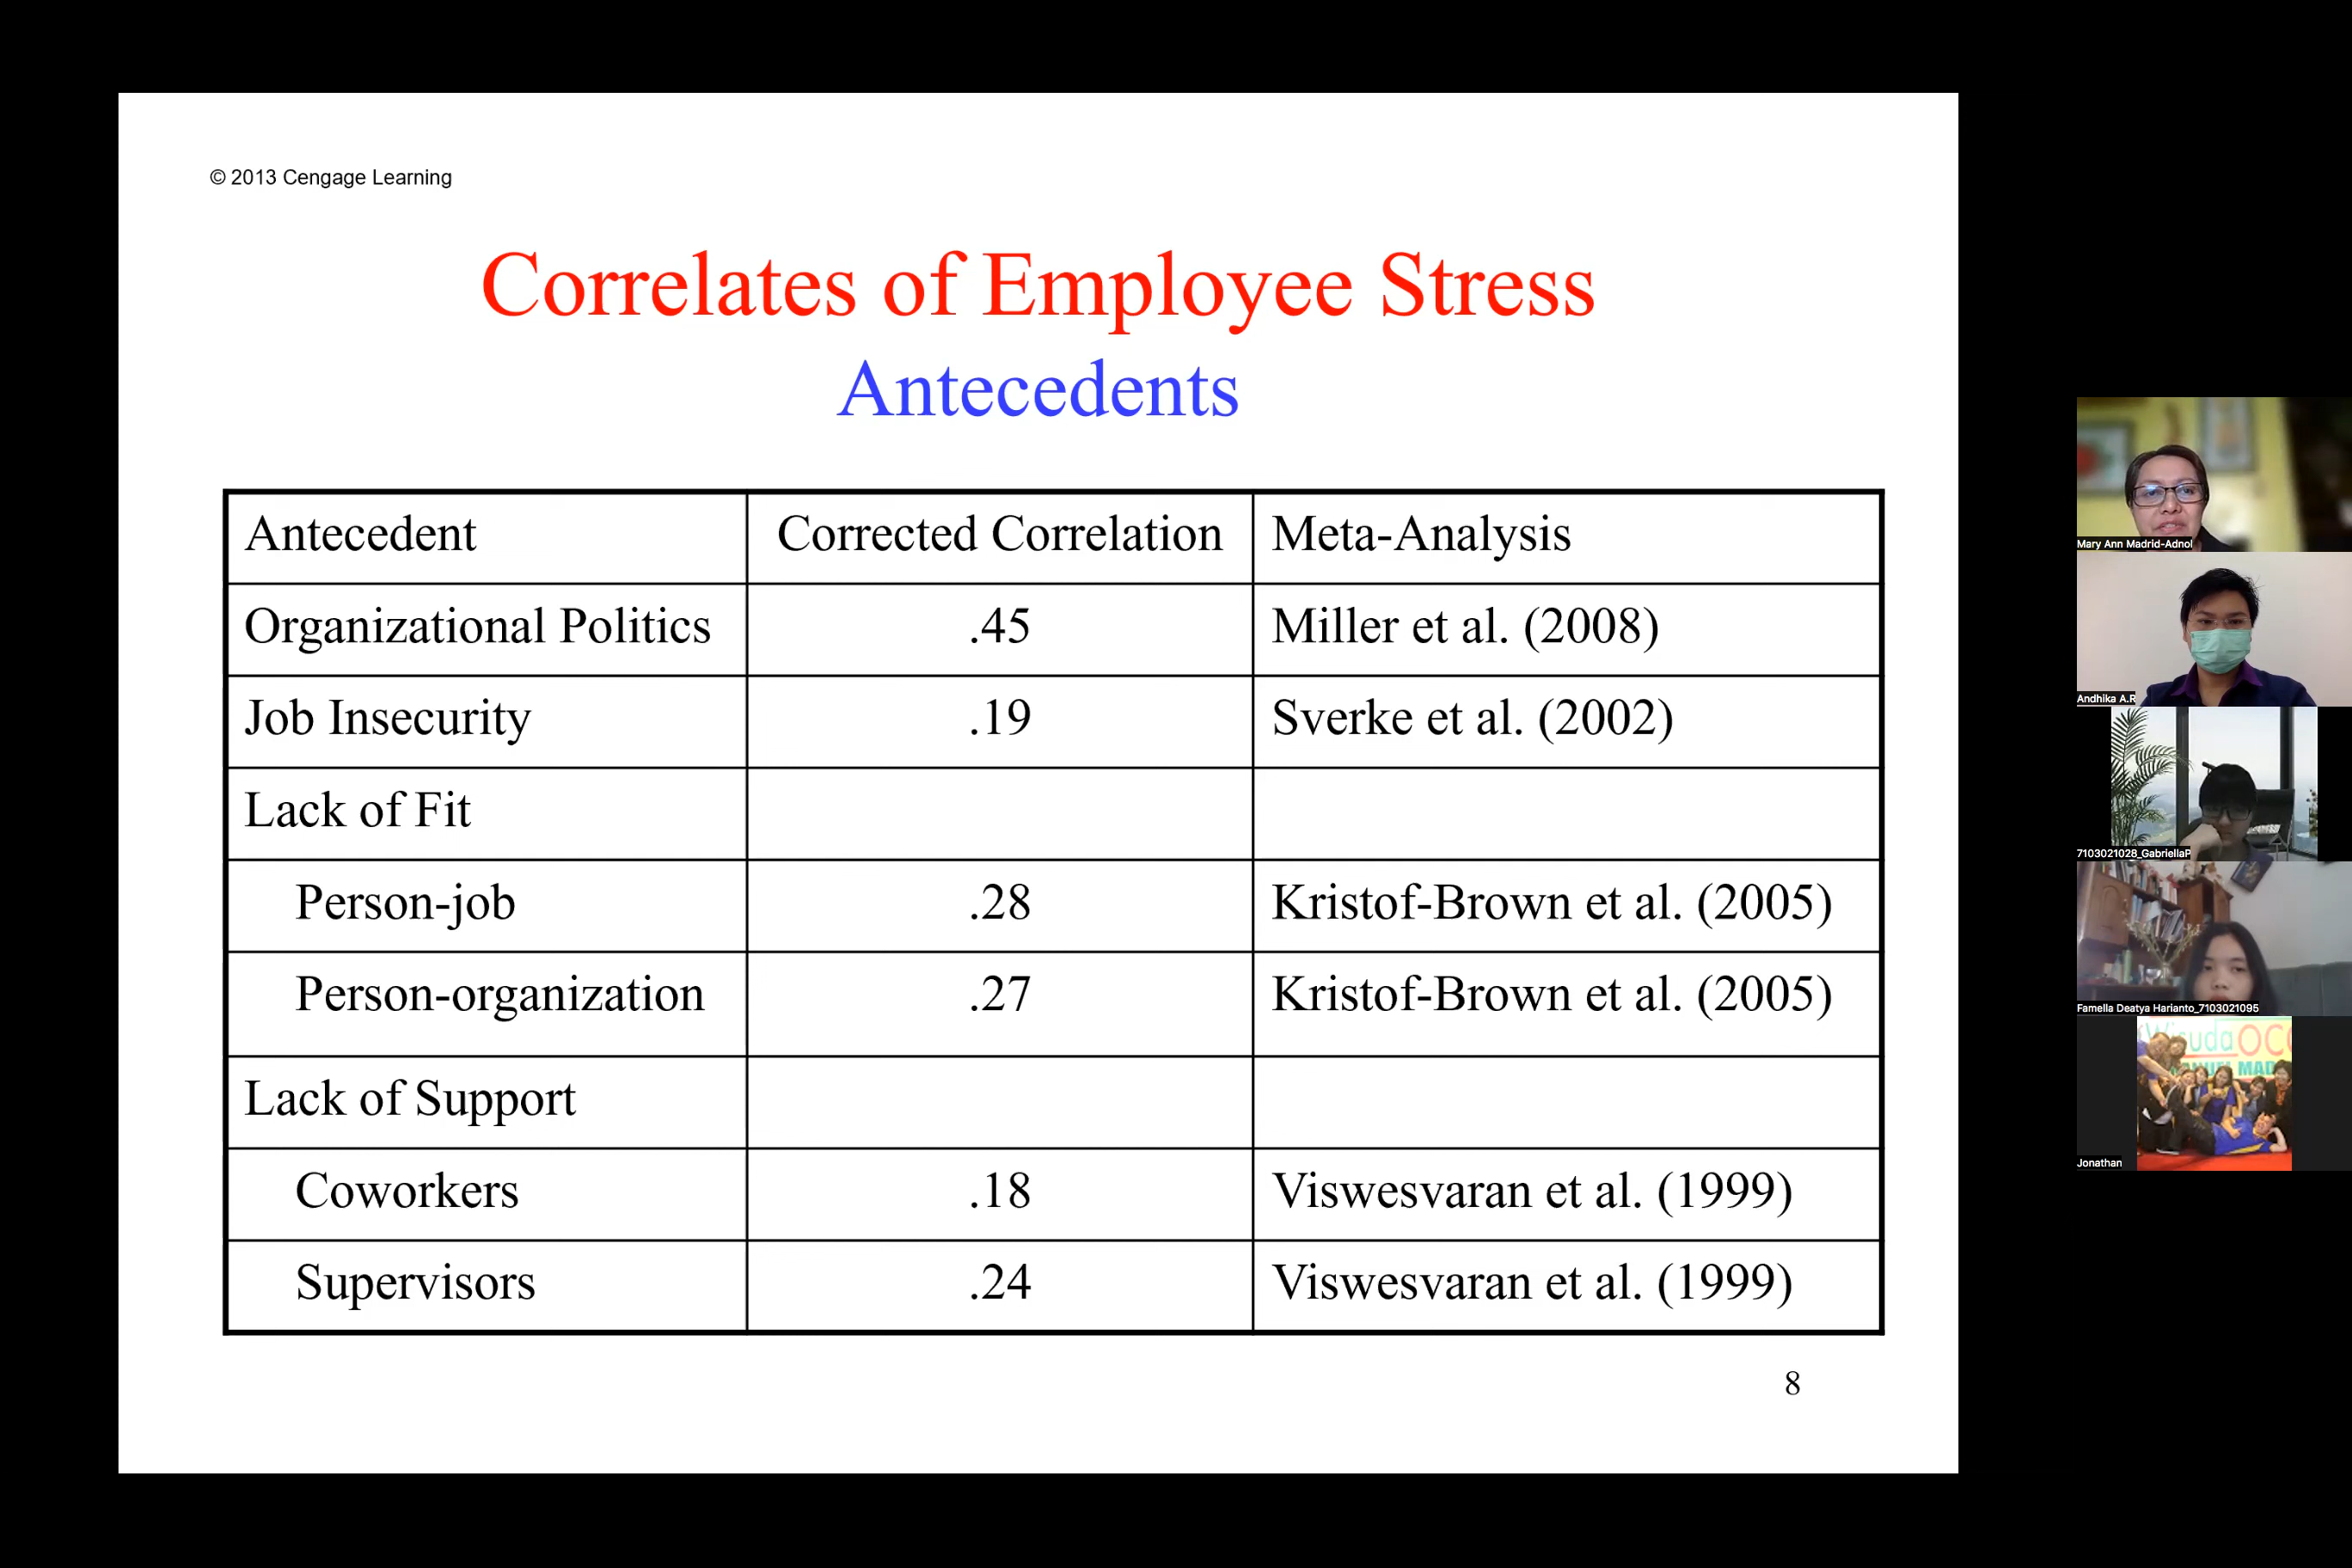 © 2013 Cengage Learning
Correlates of Employee Stress
Antecedents
Antecedent Corrected Correlation Meta-Analysis
Organizational Politics .45 Miller et al. (2008)
Job Insecurity .19 Sverke et al. (2002)
Lack of Fit
Person-job .28 Kristof-Brown et al. (2005)
Person-organization .27 Kristof-Brown et al. (2005)
Lack of Support
Coworkers .18 Viswesvaran et al. (1999)
Supervisors .24 Viswesvaran et al. (1999)
8
Mary Ann Madrid-Adnol
Andhika A.P
7103021028_GabriellaP
Famella Deatya Harianto_7103021095
Wisuda OC
MAD
Jonathan